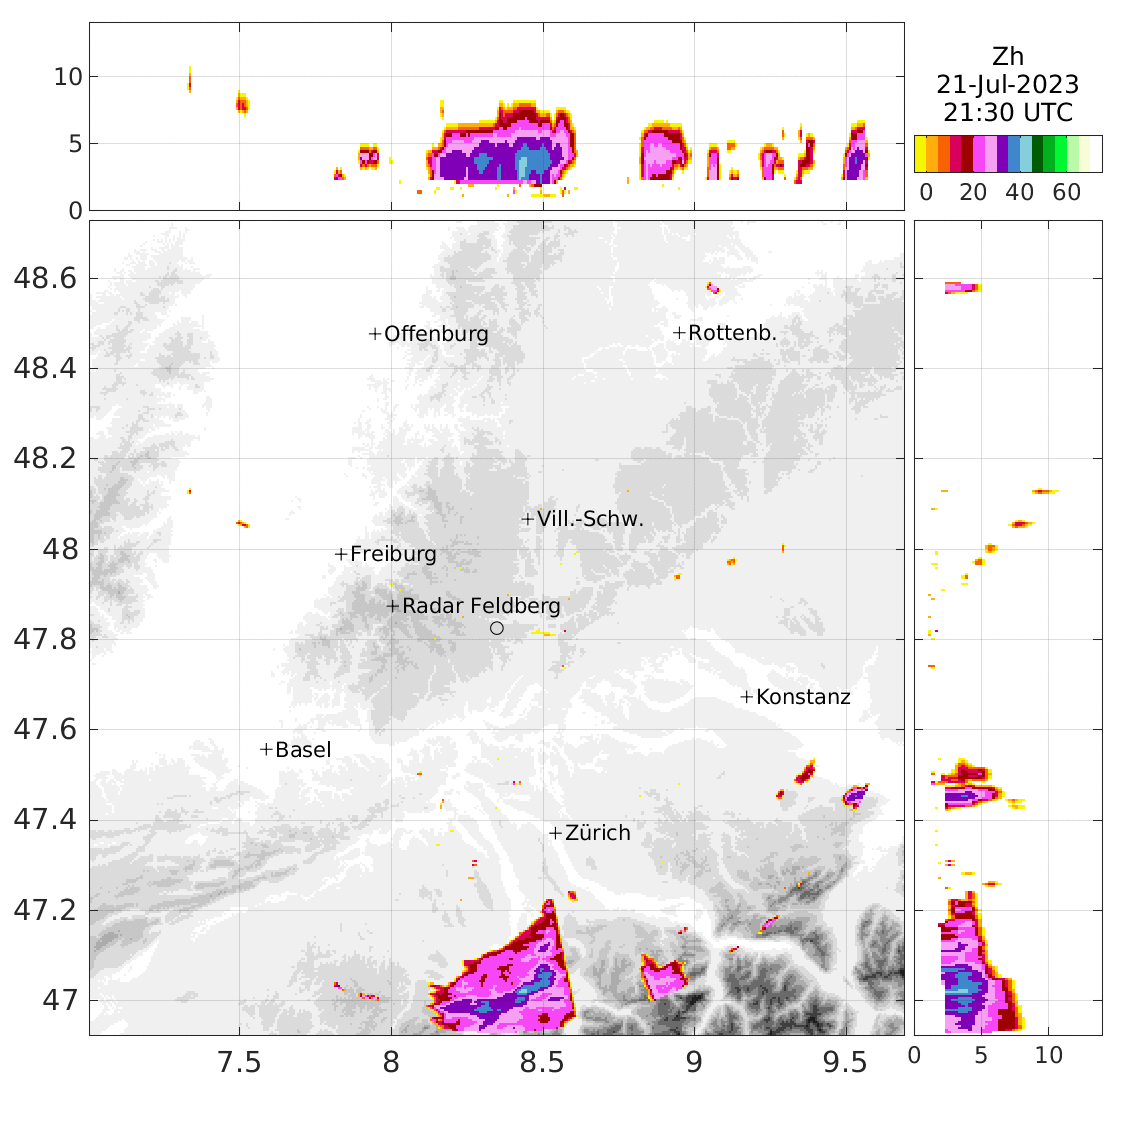 Zh
21-Jul-2023
21:30 UTC
0 20 40 60
10
5
0
48.6
48.4
48.2
48
47.8
47.6
47.4
47.2
47
Offenburg
Rottenb.
Vill.-Schw.
Freiburg
Radar Feldberg
Konstanz
Basel
Zürich
7.5 8 8.5 9 9.5
0 5 10